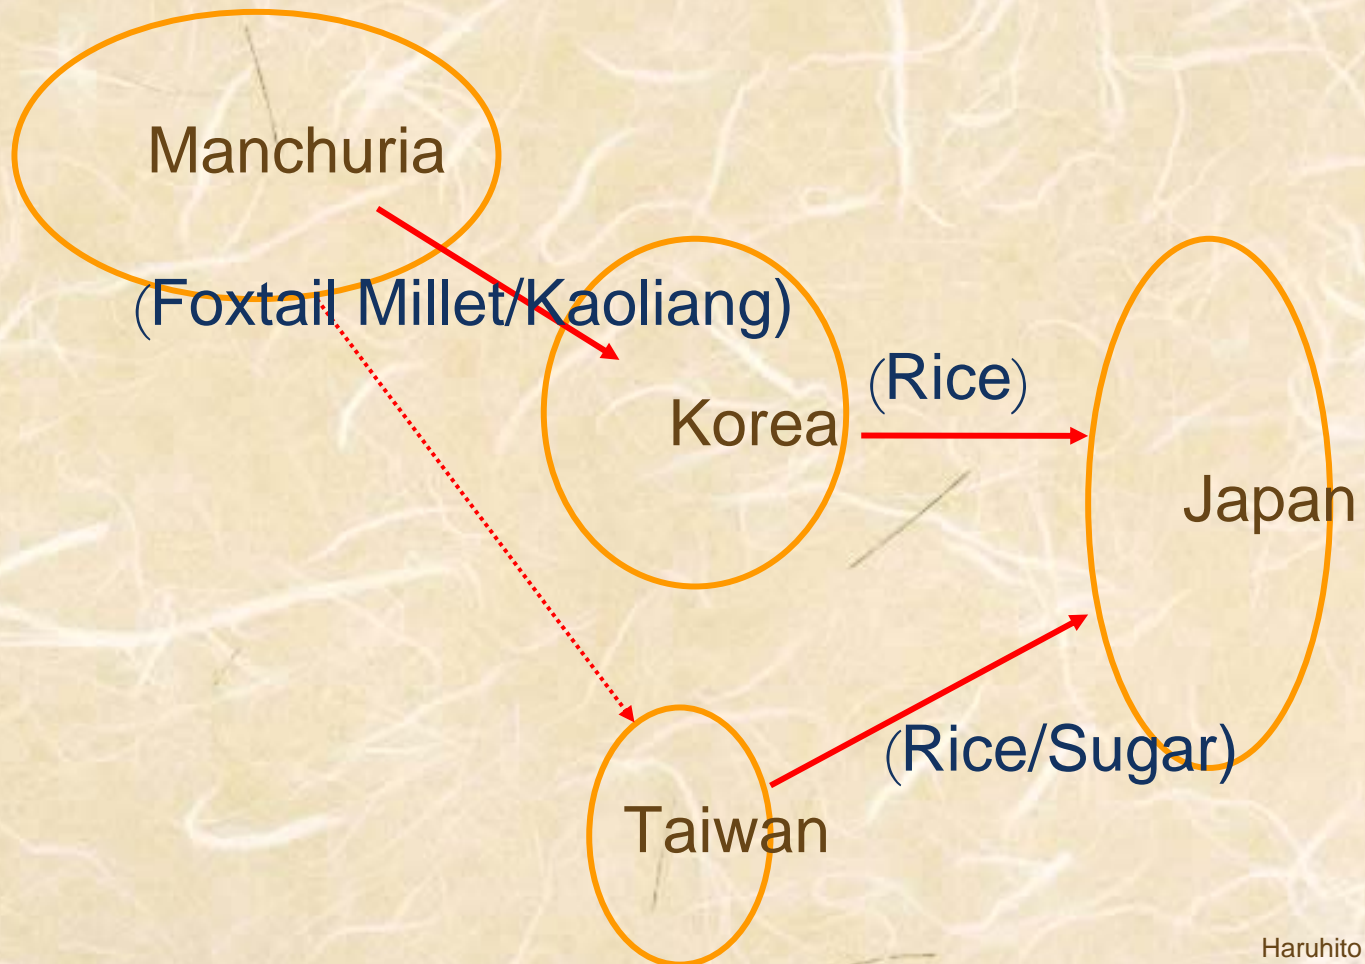 Manchuria
(Foxtail Millet/Kaoliang)
(Rice)
Korea
Japan
(Rice/Sugar)
Taiwan
Haruhito